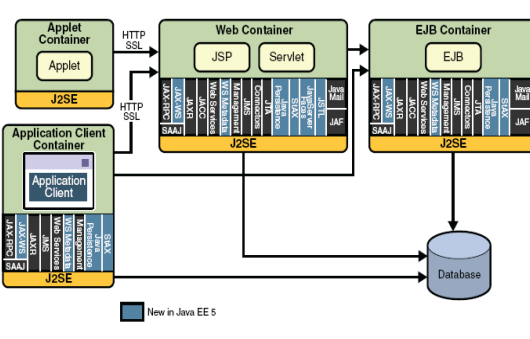 Applet
Container
Applet
J2SE
HTTP
SSL
HTTP
SSL
Web Container
JSP
Servlet
JAX-RPC
JAX-WS
SAAJ
JAXR
JACC
Web Services
WS Metadata
Management
JMS
Connectors
JTA
Java
Persistence
StAX
JavaServer
Faces
JSTL
Java
Mail
JAF
J2SE
EJB Container
EJB
JAX-RPC
JAX-WS
SAAJ
JAXR
JACC
Web Services
WS Metadata
Management
JMS
Connectors
JTA
Java
Persistence
StAX
Java
Mail
JAF
J2SE
Application Client
Container
Application
Client
JAX-RPC
JAX-WS
SAAJ
JAXR
JMS
Web Services
WS Metadata
Management
Java
Persistence
StAX
J2SE
Database
New in Java EE 5